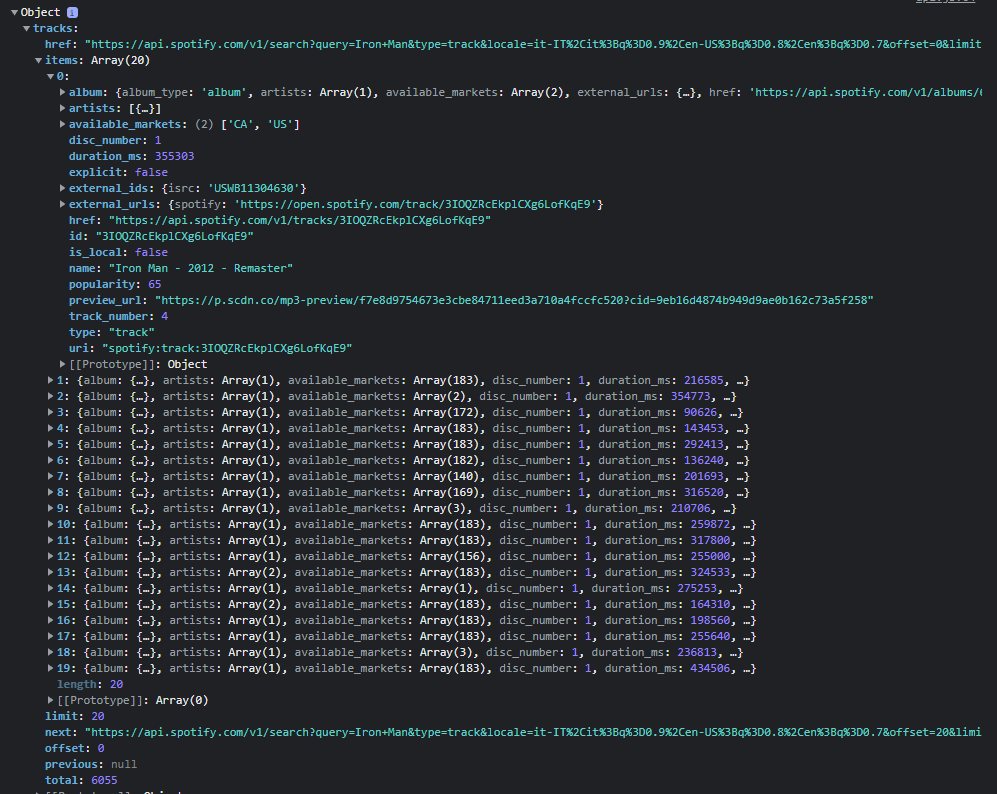 Object i
tracks:
href: "https://api.spotify.com/v1/search?query=Iron+Man&type=track&locale=it-IT%2Cit%3Bq%3D0.9%2Cen-US%3Bq%3D0.8%2Cen%3Bq%3D0.7&offset=0&limit
items: Array(20)
0:
album: {album_type: 'album', artists: Array(1), available_markets: Array(2), external_urls: {…}, href: 'https://api.spotify.com/v1/albums/6
artists: [{…}]
available_markets: (2) ['CA', 'US']
disc_number: 1
duration_ms: 355303
explicit: false
external_ids: {isrc: 'USWB11304630'}
external_urls: {spotify: 'https://open.spotify.com/track/3IOQZRcEkplCXg6LofKqE9'}
href: "https://api.spotify.com/v1/tracks/3IOQZRcEkplCXg6LofKqE9"
id: "3IOQZRcEkplCXg6LofKqE9"
is_local: false
name: "Iron Man - 2012 - Remaster"
popularity: 65
preview_url: "https://p.scdn.co/mp3-preview/f7e8d9754673e3cbe84711eed3a710a4fccfc520?cid=9eb16d4874b949d9ae0b162c73a5f258"
track_number: 4
type: "track"
uri: "spotify:track:3IOQZRcEkplCXg6LofKqE9"
[[Prototype]]: Object
1: {album: {…}, artists: Array(1), available_markets: Array(183), disc_number: 1, duration_ms: 216585, …}
2: {album: {…}, artists: Array(1), available_markets: Array(2), disc_number: 1, duration_ms: 354773, …}
3: {album: {…}, artists: Array(1), available_markets: Array(172), disc_number: 1, duration_ms: 90626, …}
4: {album: {…}, artists: Array(1), available_markets: Array(183), disc_number: 1, duration_ms: 143453, …}
5: {album: {…}, artists: Array(1), available_markets: Array(183), disc_number: 1, duration_ms: 292413, …}
6: {album: {…}, artists: Array(1), available_markets: Array(182), disc_number: 1, duration_ms: 136240, …}
7: {album: {…}, artists: Array(1), available_markets: Array(140), disc_number: 1, duration_ms: 201693, …}
8: {album: {…}, artists: Array(1), available_markets: Array(169), disc_number: 1, duration_ms: 316520, …}
9: {album: {…}, artists: Array(1), available_markets: Array(3), disc_number: 1, duration_ms: 210706, …}
10: {album: {…}, artists: Array(1), available_markets: Array(183), disc_number: 1, duration_ms: 259872, …}
11: {album: {…}, artists: Array(1), available_markets: Array(183), disc_number: 1, duration_ms: 317800, …}
12: {album: {…}, artists: Array(1), available_markets: Array(156), disc_number: 1, duration_ms: 255000, …}
13: {album: {…}, artists: Array(2), available_markets: Array(183), disc_number: 1, duration_ms: 324533, …}
14: {album: {…}, artists: Array(1), available_markets: Array(1), disc_number: 1, duration_ms: 275253, …}
15: {album: {…}, artists: Array(2), available_markets: Array(183), disc_number: 1, duration_ms: 164310, …}
16: {album: {…}, artists: Array(1), available_markets: Array(183), disc_number: 1, duration_ms: 198560, …}
17: {album: {…}, artists: Array(1), available_markets: Array(183), disc_number: 1, duration_ms: 255640, …}
18: {album: {…}, artists: Array(1), available_markets: Array(3), disc_number: 1, duration_ms: 236813, …}
19: {album: {…}, artists: Array(1), available_markets: Array(183), disc_number: 1, duration_ms: 434506, …}
length: 20
[[Prototype]]: Array(0)
limit: 20
next: "https://api.spotify.com/v1/search?query=Iron+Man&type=track&locale=it-IT%2Cit%3Bq%3D0.9%2Cen-US%3Bq%3D0.8%2Cen%3Bq%3D0.7&offset=20&limi
offset: 0
previous: null
total: 6055